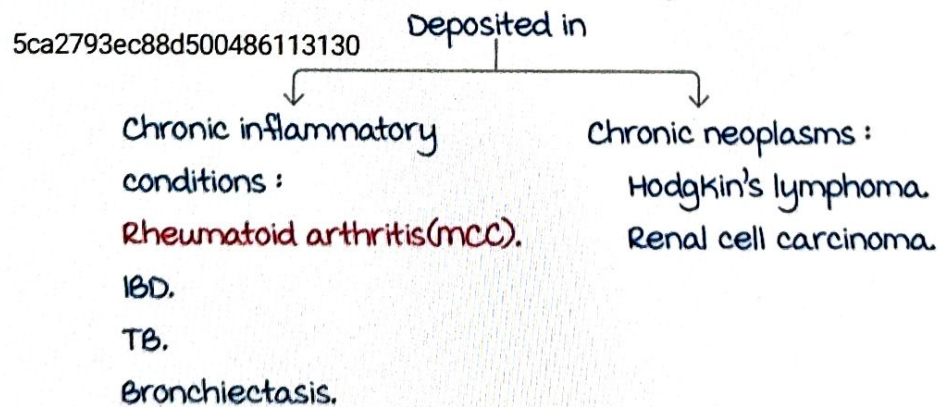 Deposited in
5ca2793ec88d500486113130
Chronic inflammatory
conditions :
Rheumatoid arthritis(mcc).
IBD.
TB.
Bronchiectasis.
Chronic neoplasms :
Hodgkin's lymphoma.
Renal cell carcinoma.